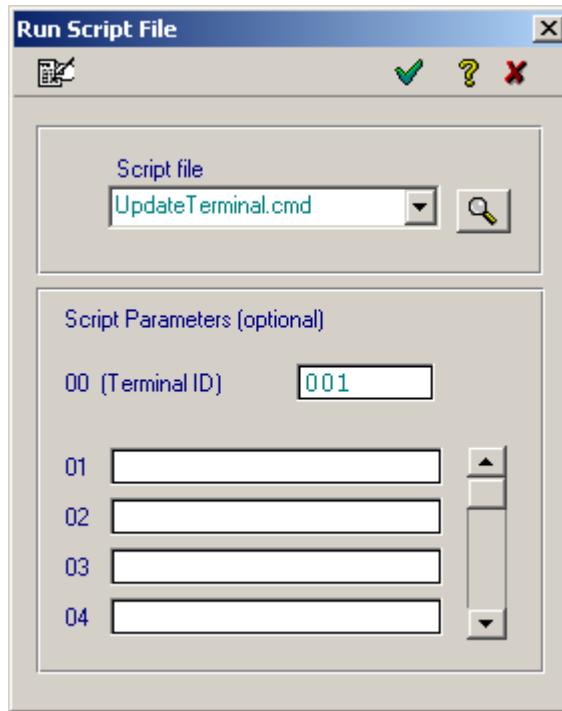 Run Script File
Script file
UpdateTerminal.cmd
Script Parameters (optional)
00 (Terminal ID) 001
01
02
03
04